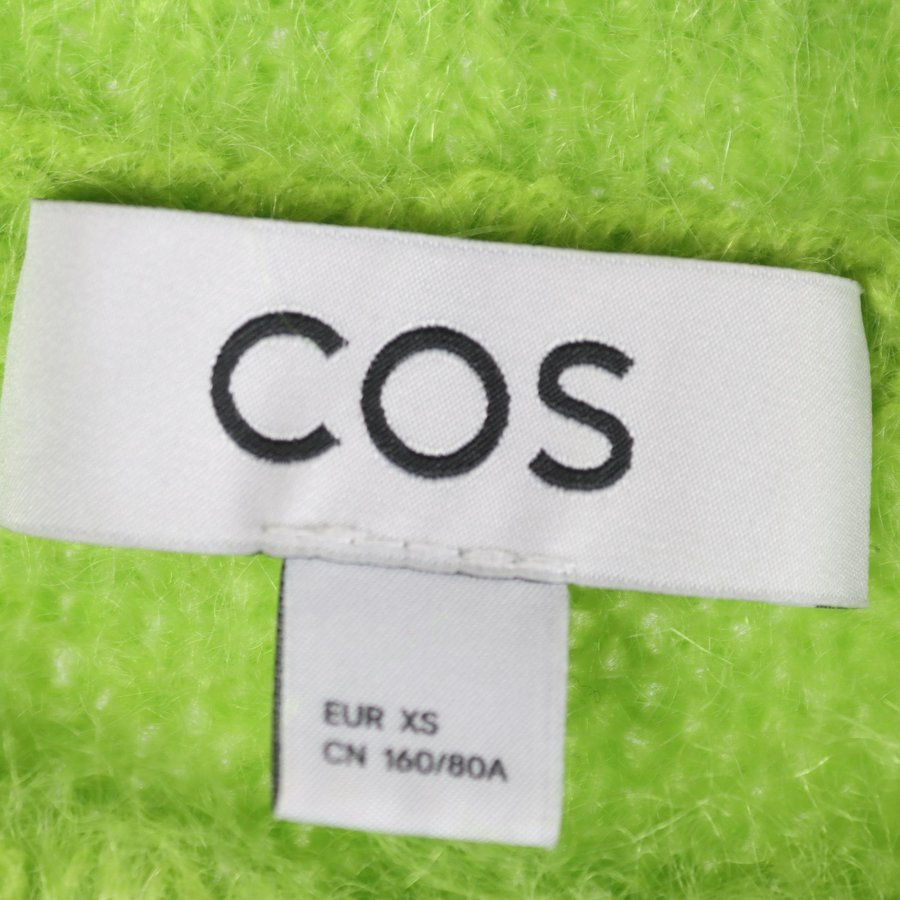 COS
EUR XS
CN 160/80A